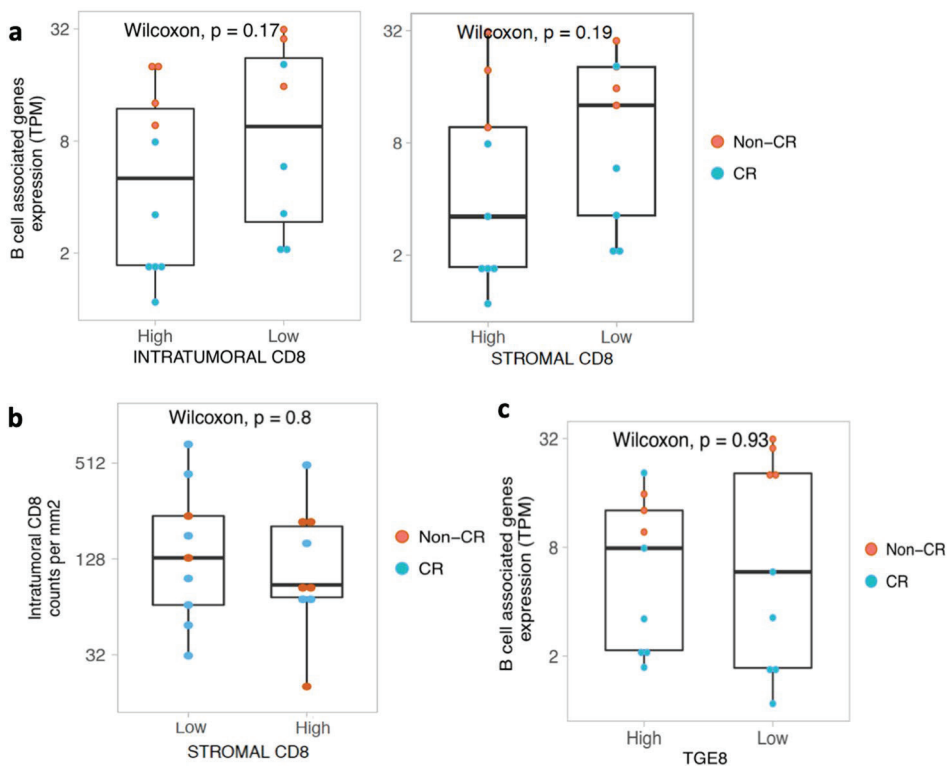 a
Wilcoxon, p = 0.17
32
8
2
B cell associated genes
expression (TPM)
High
Low
INTRATUMORAL CD8
Wilcoxon, p = 0.19
32
8
2
High
Low
STROMAL CD8
Non-CR
CR
b
Wilcoxon, p = 0.8
512
128
32
Intratumoral CD8
counts per mm2
Low
High
STROMAL CD8
Non-CR
CR
c
Wilcoxon, p = 0.93
32
8
2
B cell associated genes
expression (TPM)
High
Low
TGE8
Non-CR
CR